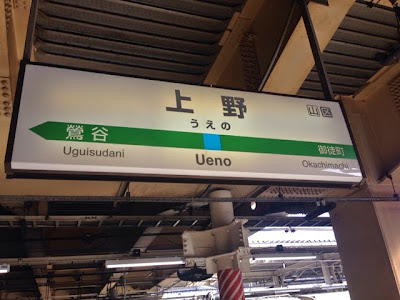 上野
山 区
うえの
鶯谷
Uguisudani
Ueno
御徒町
Okachimachi